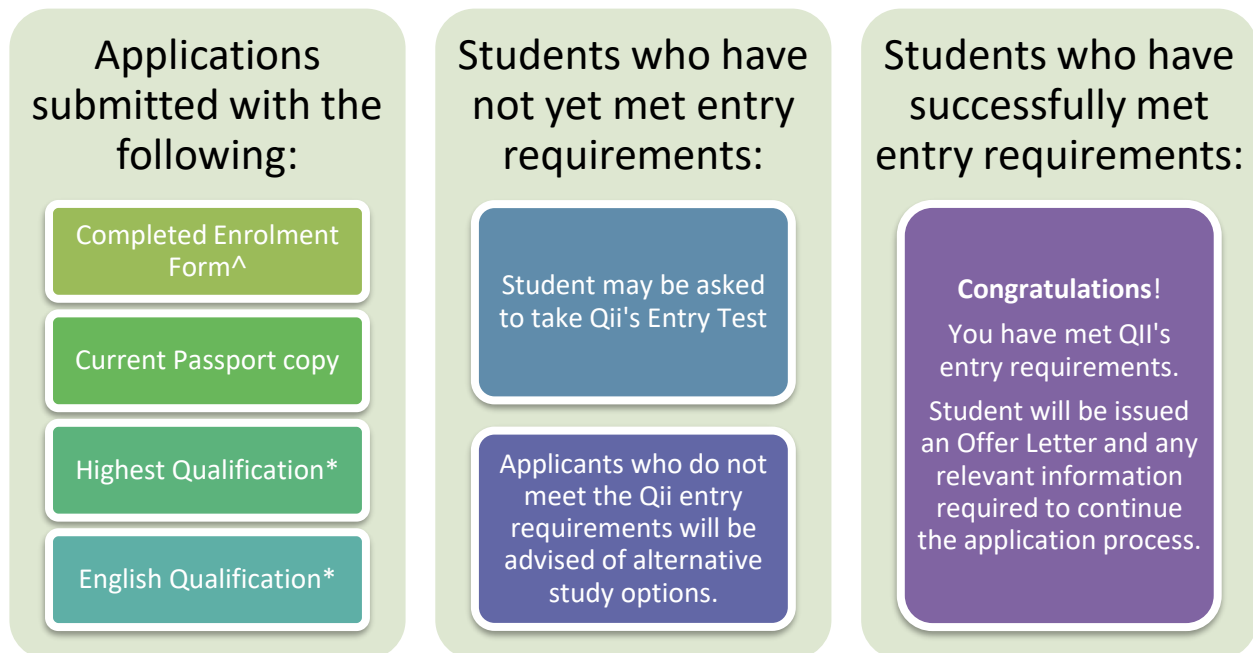 Applications
submitted with the
following:
Completed Enrolment
Form^
Current Passport copy
Highest Qualification*
English Qualification*
Students who have
not yet met entry
requirements:
Student may be asked
to take Qii's Entry Test
Applicants who do not
meet the Qii entry
requirements will be
advised of alternative
study options.
Students who have
successfully met
entry requirements:
Congratulations!
You have met QII's
entry requirements.
Student will be issued
an Offer Letter and any
relevant information
required to continue
the application process.